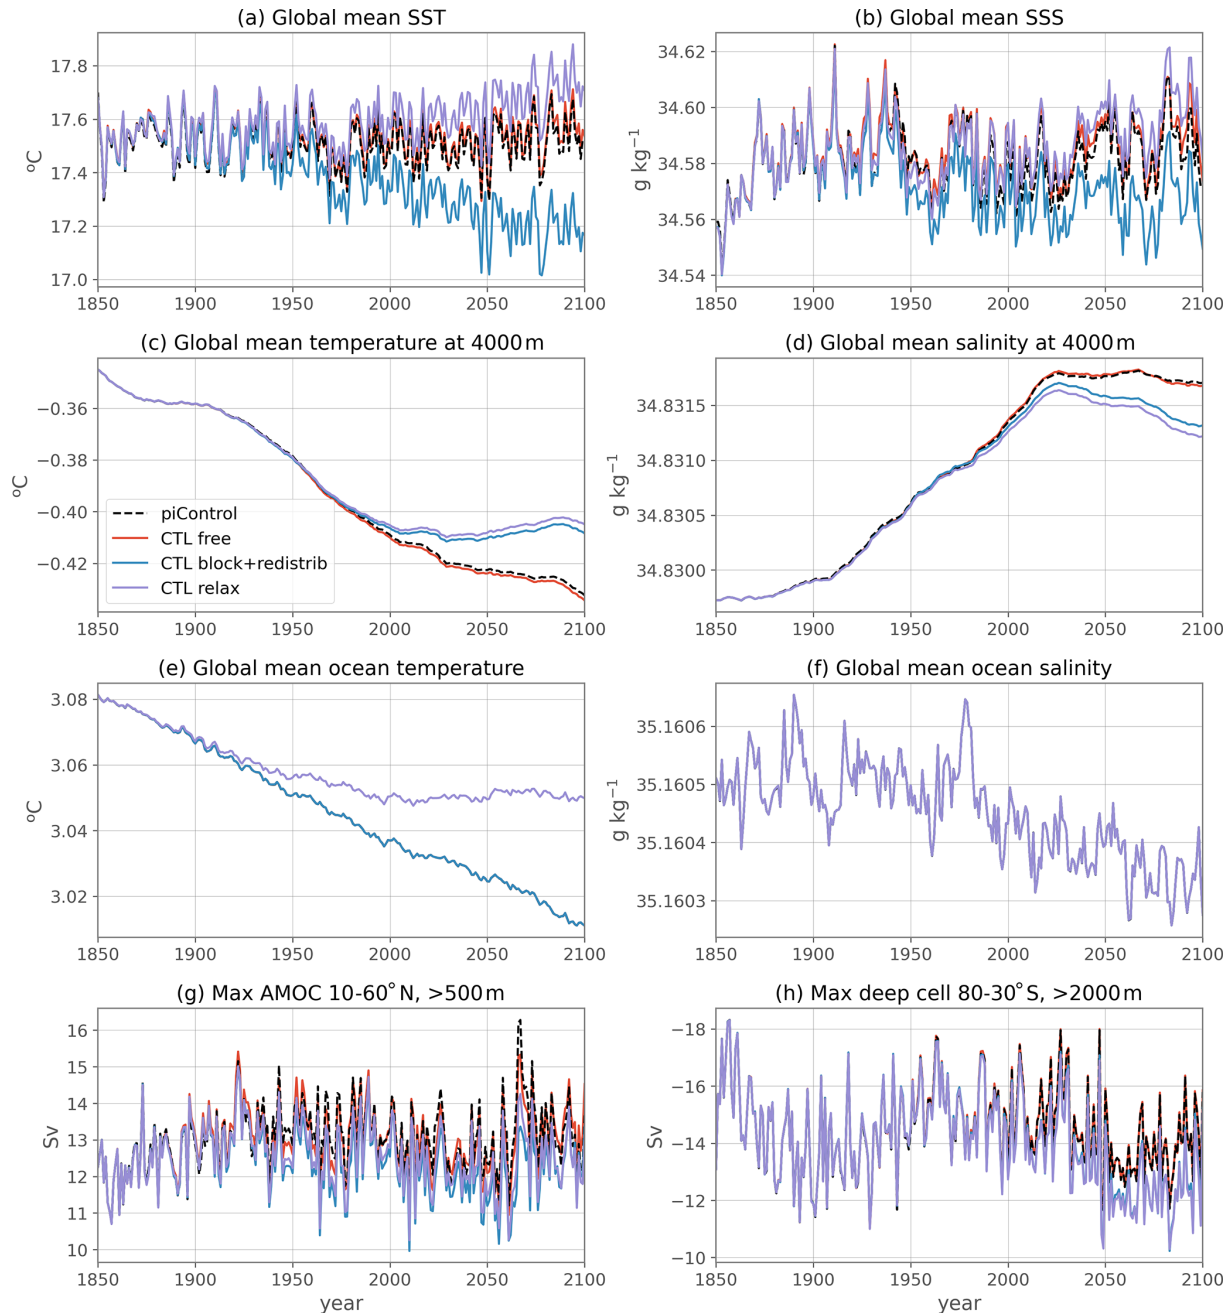 (a) Global mean SST
ºC
17.8
17.6
17.4
17.2
17.0
1850 1900 1950 2000 2050 2100
(b) Global mean SSS
g kg⁻¹
34.62
34.60
34.58
34.56
34.54
1850 1900 1950 2000 2050 2100
(c) Global mean temperature at 4000 m
ºC
−0.36
−0.38
−0.40
−0.42
piControl
CTL free
CTL block+redistrib
CTL relax
1850 1900 1950 2000 2050 2100
(d) Global mean salinity at 4000 m
g kg⁻¹
34.8315
34.8310
34.8305
34.8300
1850 1900 1950 2000 2050 2100
(e) Global mean ocean temperature
ºC
3.08
3.06
3.04
3.02
1850 1900 1950 2000 2050 2100
(f) Global mean ocean salinity
g kg⁻¹
35.1606
35.1605
35.1604
35.1603
1850 1900 1950 2000 2050 2100
(g) Max AMOC 10-60°N, >500 m
Sv
16
15
14
13
12
11
10
1850 1900 1950 2000 2050 2100
year
(h) Max deep cell 80-30°S, >2000 m
Sv
−18
−16
−14
−12
−10
1850 1900 1950 2000 2050 2100
year